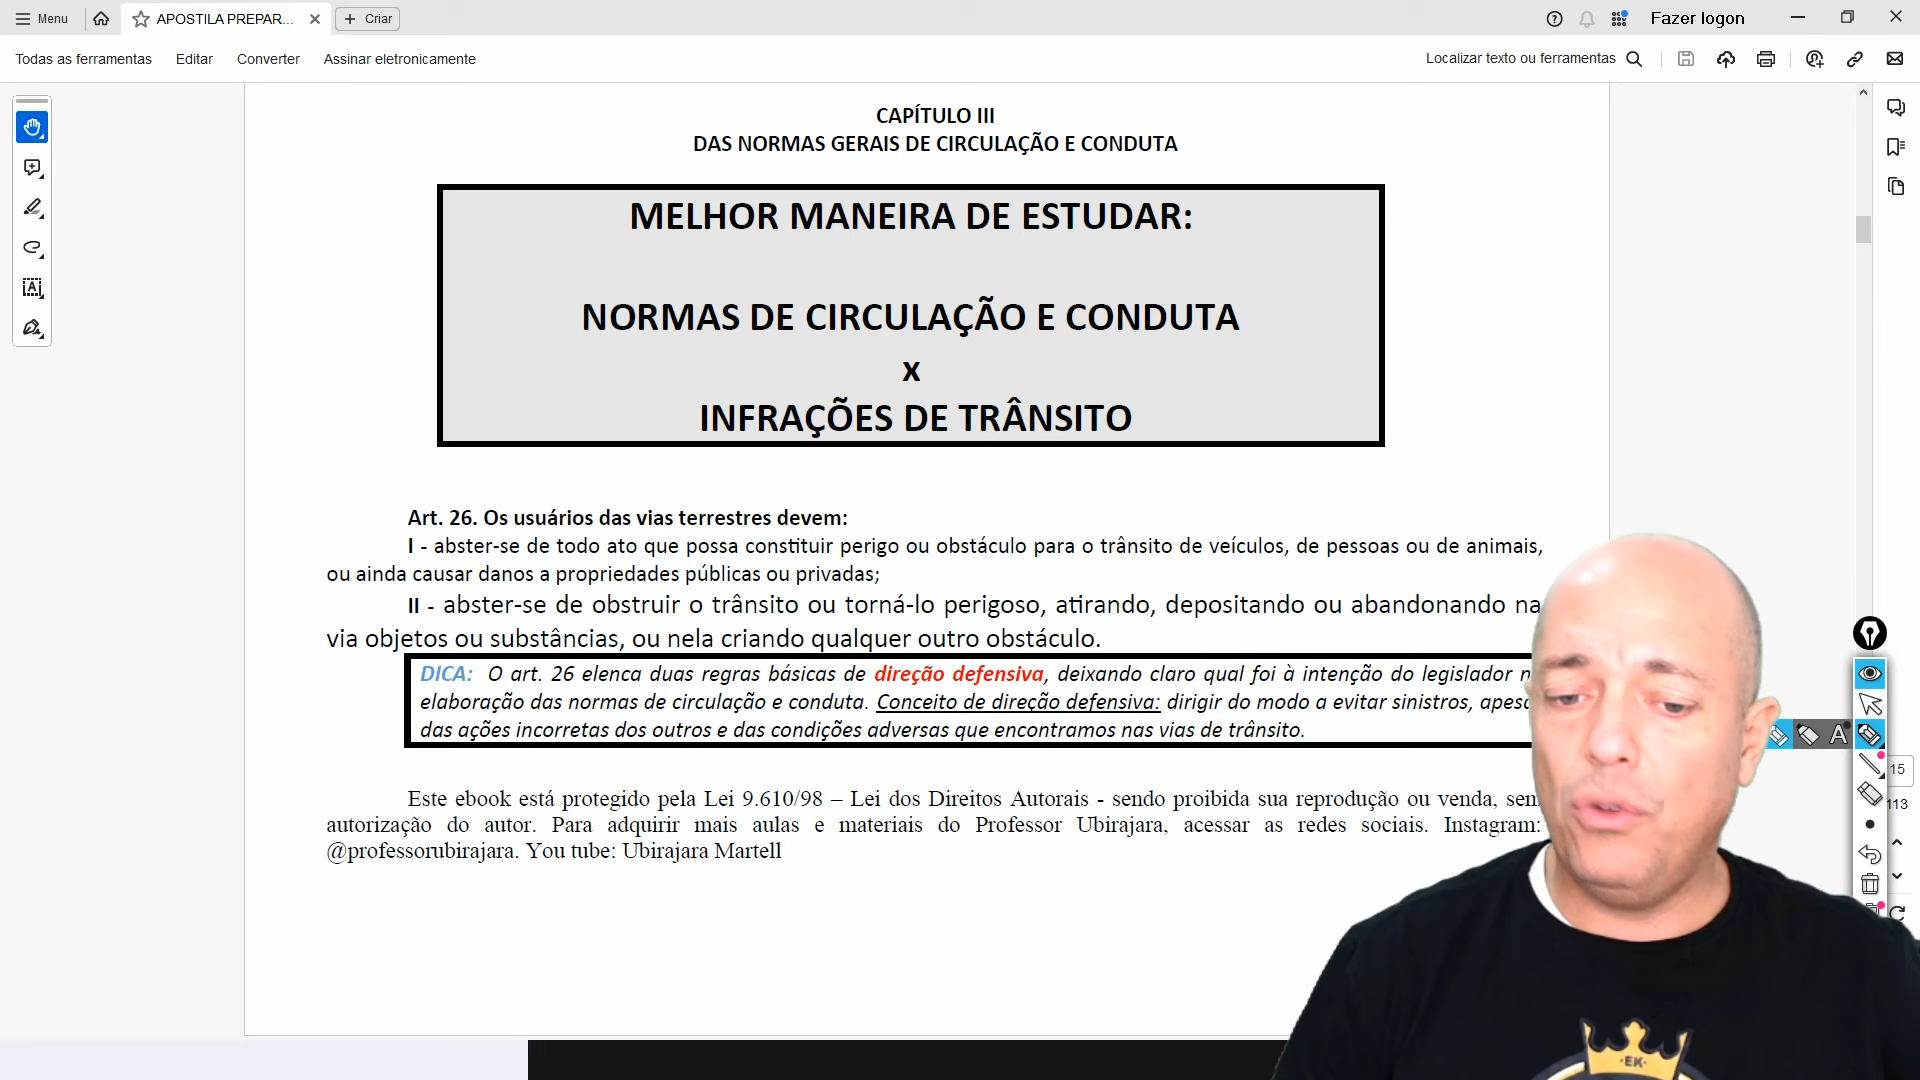 Menu
APOSTILA PREPAR...
Criar
Fazer logon
Todas as ferramentas
Editar
Converter
Assinar eletronicamente
Localizar texto ou ferramentas
CAPÍTULO III
DAS NORMAS GERAIS DE CIRCULAÇÃO E CONDUTA
MELHOR MANEIRA DE ESTUDAR:
NORMAS DE CIRCULAÇÃO E CONDUTA
x
INFRAÇÕES DE TRÂNSITO
Art. 26. Os usuários das vias terrestres devem:
I - abster-se de todo ato que possa constituir perigo ou obstáculo para o trânsito de veículos, de pessoas ou de animais,
ou ainda causar danos a propriedades públicas ou privadas;
II - abster-se de obstruir o trânsito ou torná-lo perigoso, atirando, depositando ou abandonando na
via objetos ou substâncias, ou nela criando qualquer outro obstáculo.
DICA: O art. 26 elenca duas regras básicas de direção defensiva, deixando claro qual foi à intenção do legislador
elaboração das normas de circulação e conduta. Conceito de direção defensiva: dirigir do modo a evitar sinistros,
das ações incorretas dos outros e das condições adversas que encontramos nas vias de trânsito.
Este ebook está protegido pela Lei 9.610/98 – Lei dos Direitos Autorais - sendo proibida sua reprodução ou venda, sem
autorização do autor. Para adquirir mais aulas e materiais do Professor Ubirajara, acessar as redes sociais. Instagram:
@professorubirajara. You tube: Ubirajara Martell
A
15
113
EK